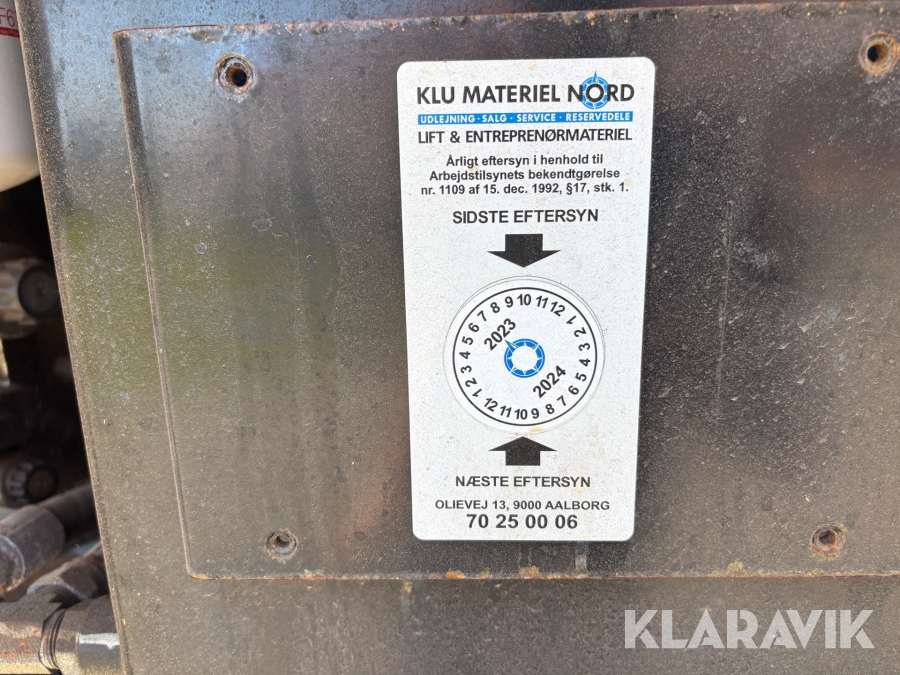 F6
KLU MATERIEL NORD
UDLEJNING · SALG · SERVICE · RESERVEDELE
LIFT & ENTREPRENØRMATERIEL
Årligt eftersyn i henhold til
Arbejdstilsynets bekendtgørelse
nr. 1109 af 15. dec. 1992, §17, stk. 1.
SIDSTE EFTERSYN
1 2 3 4 5 6 7 8 9 10 11 12
2023
1 2 3 4 5 6 7 8 9 10 11 12
2024
NÆSTE EFTERSYN
OLIEVEJ 13, 9000 AALBORG
70 25 00 06
KLARAVIK